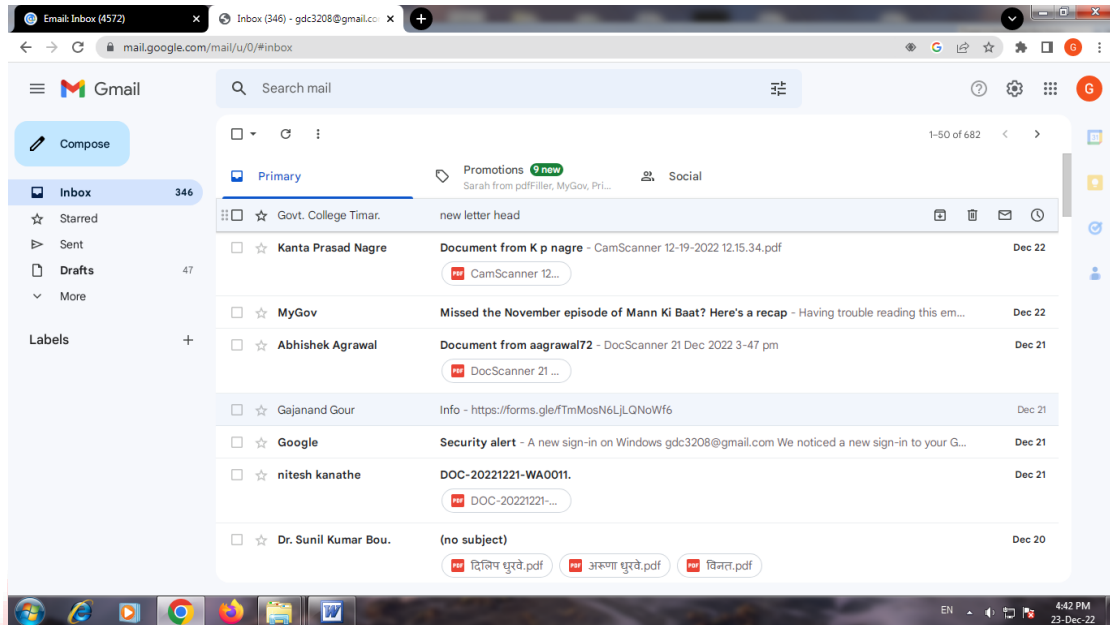 Email: Inbox (4572)
Inbox (346) - gdc3208@gmail.co
mail.google.com/mail/u/0/#inbox
G
G
Gmail
Search mail
G
Compose
1–50 of 682
Primary
Promotions 9 new
Sarah from pdfFiller, MyGov, Pri...
Social
Inbox 346
Starred
Sent
Drafts 47
More
Labels
Govt. College Timar. new letter head
Kanta Prasad Nagre Document from K p nagre - CamScanner 12-19-2022 12.15.34.pdf Dec 22
PDF CamScanner 12...
MyGov Missed the November episode of Mann Ki Baat? Here's a recap - Having trouble reading this em... Dec 22
Abhishek Agrawal Document from aagrawal72 - DocScanner 21 Dec 2022 3-47 pm Dec 21
PDF DocScanner 21 ...
Gajanand Gour Info - https://forms.gle/fTmMosN6LjLQNoWf6 Dec 21
Google Security alert - A new sign-in on Windows gdc3208@gmail.com We noticed a new sign-in to your G... Dec 21
nitesh kanathe DOC-20221221-WA0011. Dec 21
PDF DOC-20221221-...
Dr. Sunil Kumar Bou. (no subject) Dec 20
PDF दिलिप धुरवे.pdf PDF अरूणा धुरवे.pdf PDF विनत.pdf
EN 4:42 PM
23-Dec-22